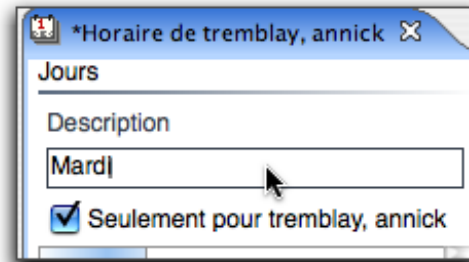 *Horaire de tremblay, annick
Jours
Description
Mardi
Seulement pour tremblay, annick